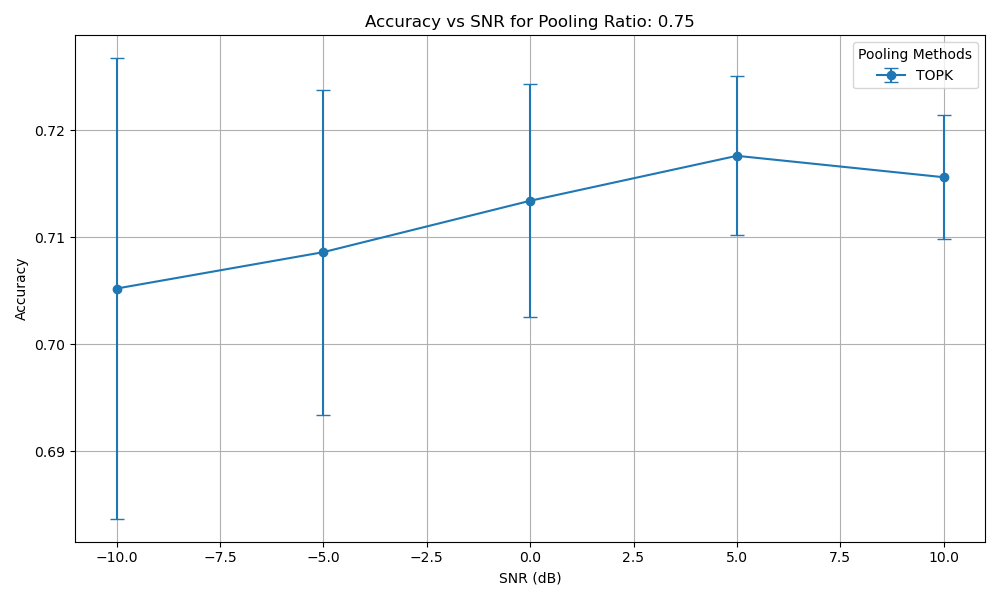 Accuracy vs SNR for Pooling Ratio: 0.75
Pooling Methods
TOPK
Accuracy
0.72
0.71
0.70
0.69
−10.0 −7.5 −5.0 −2.5 0.0 2.5 5.0 7.5 10.0
SNR (dB)